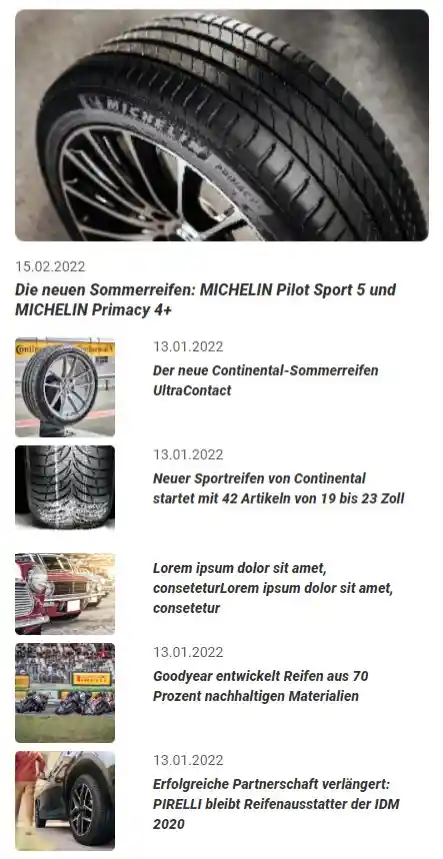 MICHELIN
PRIMACY
15.02.2022
Die neuen Sommerreifen: MICHELIN Pilot Sport 5 und
MICHELIN Primacy 4+
13.01.2022
Der neue Continental-Sommerreifen
UltraContact
13.01.2022
Neuer Sportreifen von Continental
startet mit 42 Artikeln von 19 bis 23 Zoll
Lorem ipsum dolor sit amet,
conseteturLorem ipsum dolor sit amet,
consetetur
13.01.2022
Goodyear entwickelt Reifen aus 70
Prozent nachhaltigen Materialien
13.01.2022
Erfolgreiche Partnerschaft verlängert:
PIRELLI bleibt Reifenausstatter der IDM
2020